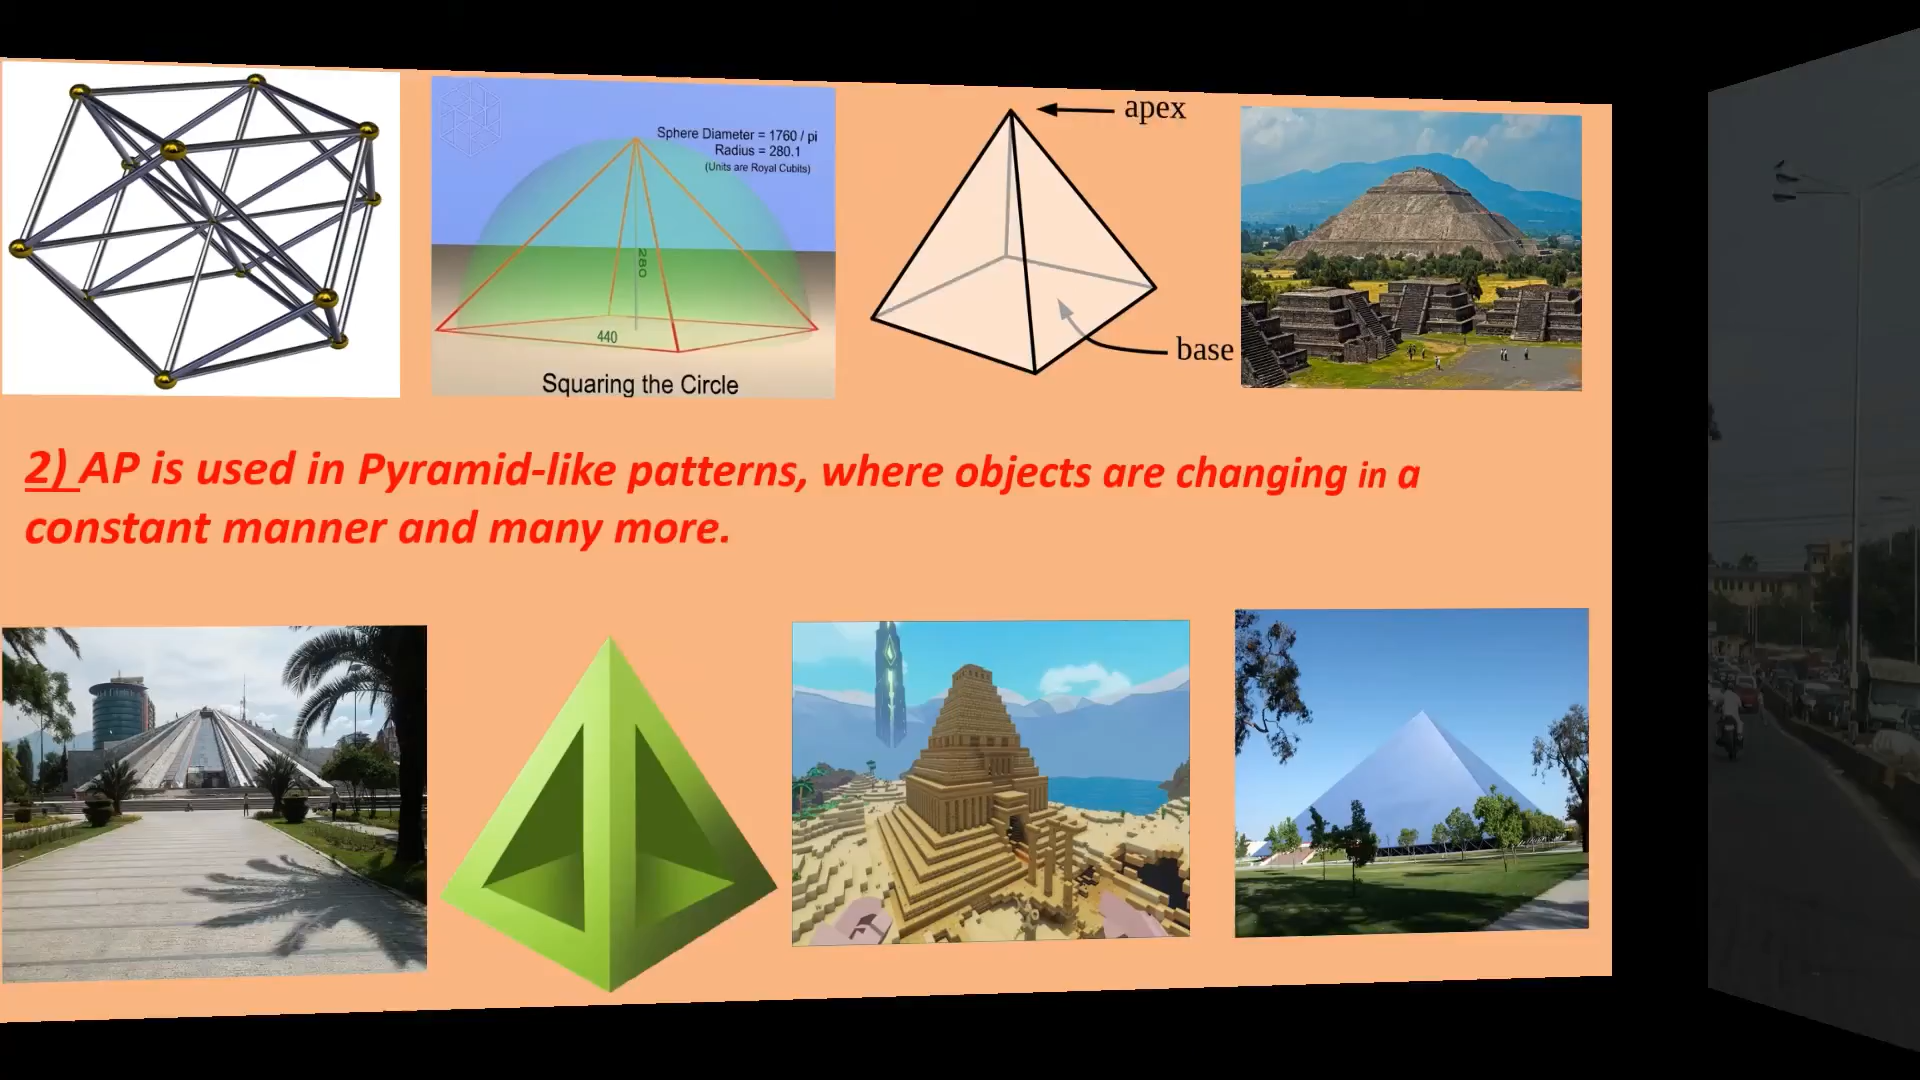 Sphere Diameter = 1760 / pi
Radius = 280.1
(Units are Royal Cubits)
280
440
Squaring the Circle
apex
base
2) AP is used in Pyramid-like patterns, where objects are changing in a
constant manner and many more.